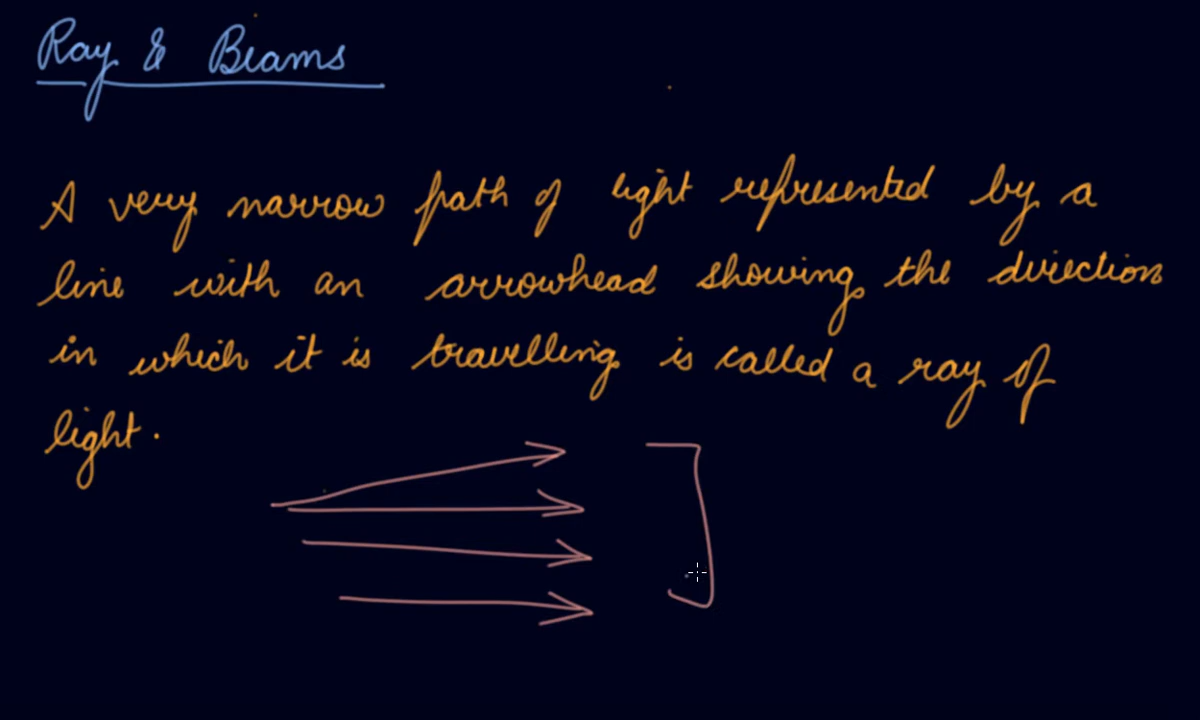 Ray & Beams
A very narrow path of light represented by a
line with an arrowhead showing the direction
in which it is travelling is called a ray of
light.